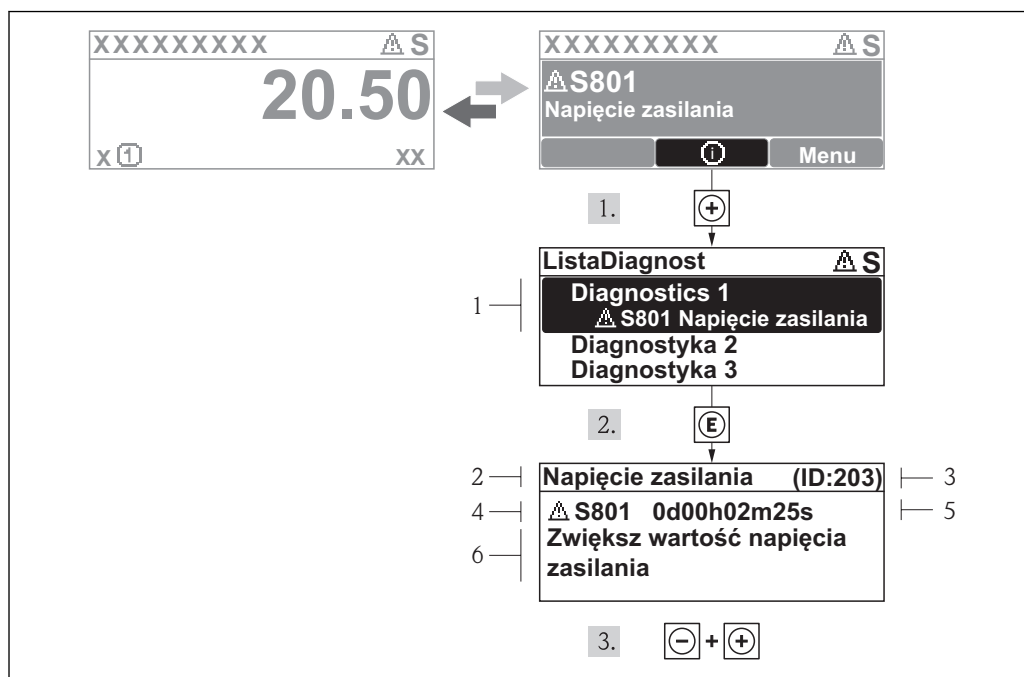 XXXXXXXXX ⚠ S
20.50
x ① xx
XXXXXXXXX ⚠ S
⚠ S801
Napięcie zasilania
ⓘ Menu
1. +
ListaDiagnost ⚠ S
1
Diagnostics 1
⚠ S801 Napięcie zasilania
Diagnostyka 2
Diagnostyka 3
2. E
2 Napięcie zasilania (ID:203) 3
4 ⚠ S801 0d00h02m25s 5
6 Zwiększ wartość napięcia
zasilania
3. - + +